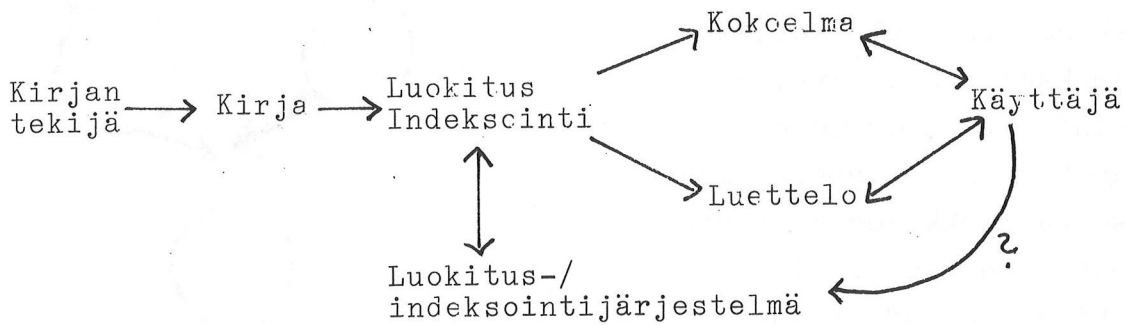 Kokoelma
Kirjan
tekijä
Kirja
Luokitus
Indeksointi
Käyttäjä
Luettelo
?
Luokitus-/
indeksointijärjestelmä